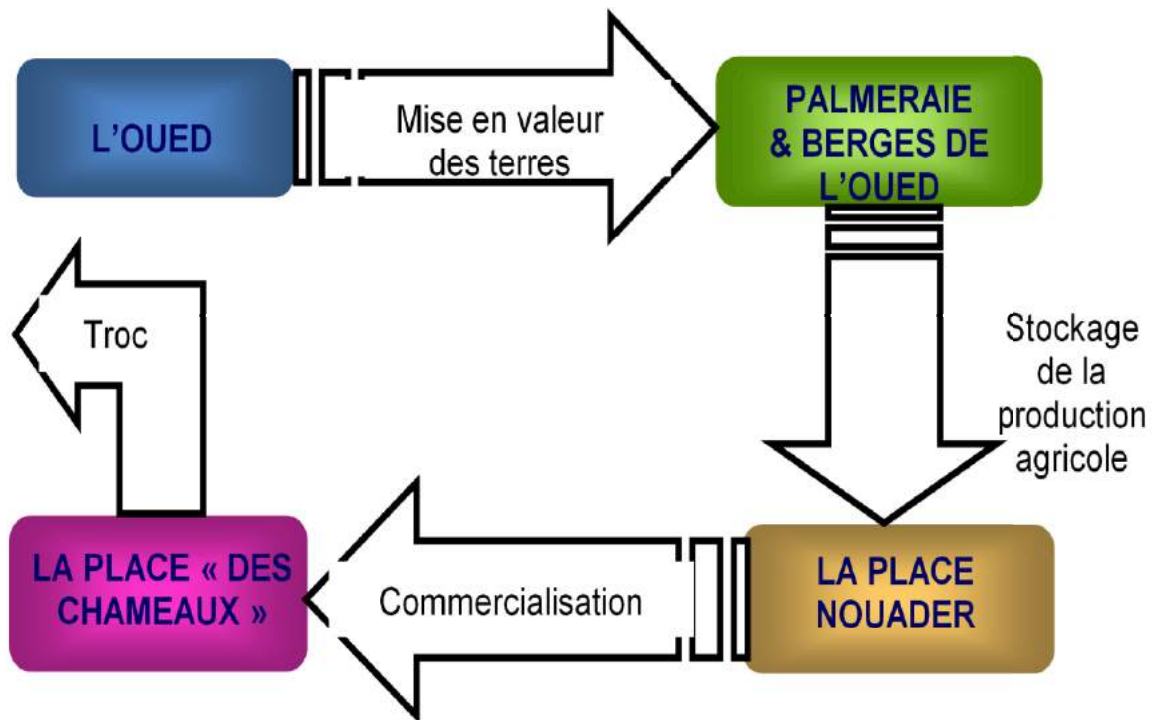 L'OUED
Mise en valeur
des terres
PALMERAIE
& BERGES DE
L'OUED
Stockage
de la
production
agricole
LA PLACE
NOUADER
Commercialisation
LA PLACE « DES
CHAMEAUX »
Troc